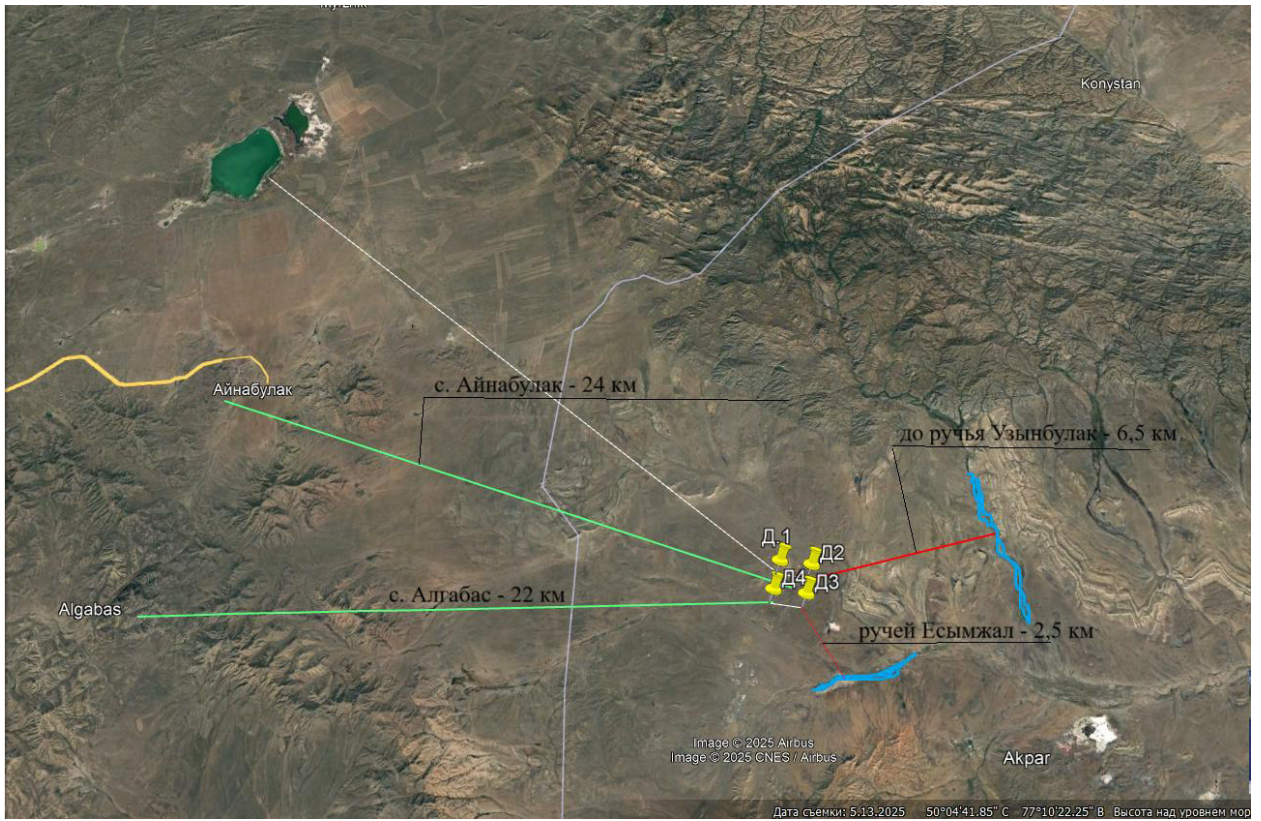 Konystan
Айнабулак
с. Айнабулак - 24 км
до ручья Узынбулак - 6,5 км
Д.1
Д2
Д4
Д3
Algabas
с. Алгабас - 22 км
ручей Есымжал - 2,5 км
Image © 2025 Airbus
Image © 2025 CNES / Airbus
Akpar
Дата съемки: 5.13.2025 50°04'41.85" С 77°10'22.25" В Высота над уровнем мор